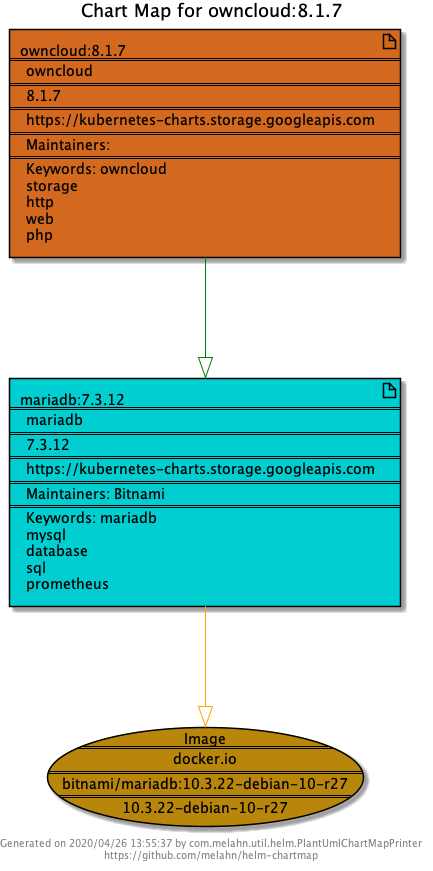 Chart Map for owncloud:8.1.7
owncloud:8.1.7
owncloud
8.1.7
https://kubernetes-charts.storage.googleapis.com
Maintainers:
Keywords: owncloud
storage
http
web
php
mariadb:7.3.12
mariadb
7.3.12
https://kubernetes-charts.storage.googleapis.com
Maintainers: Bitnami
Keywords: mariadb
mysql
database
sql
prometheus
Image
docker.io
bitnami/mariadb:10.3.22-debian-10-r27
10.3.22-debian-10-r27
Generated on 2020/04/26 13:55:37 by com.melahn.util.helm.PlantUmlChartMapPrinter
https://github.com/melahn/helm-chartmap